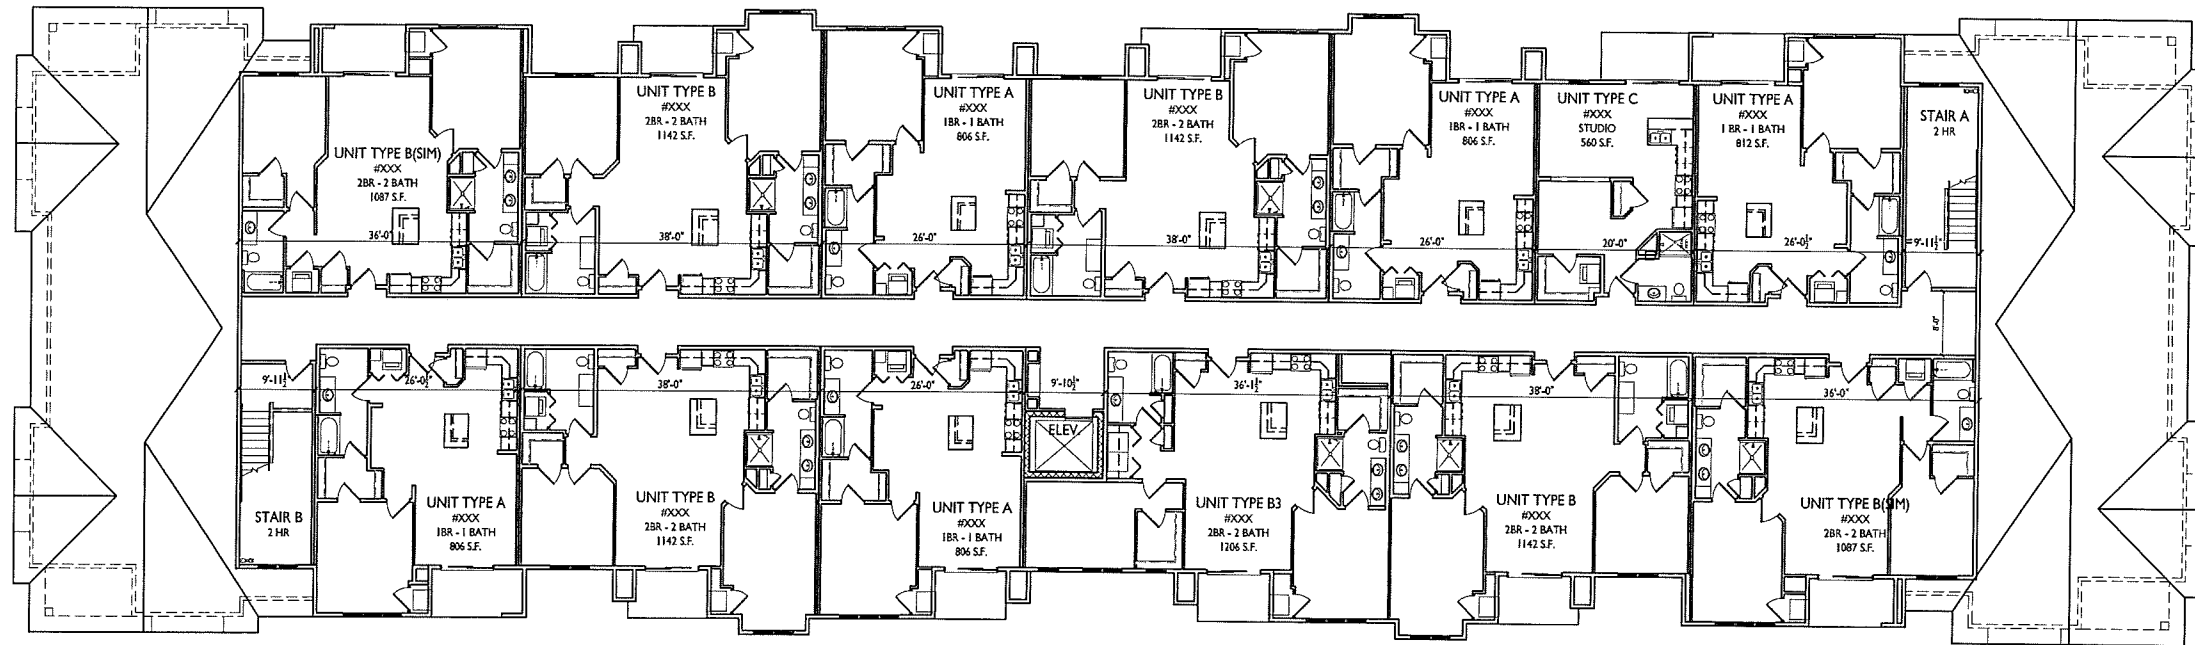 UNIT TYPE B(SIM)
#XXX
2BR - 2 BATH
1087 S.F.
36'-0"
UNIT TYPE B
#XXX
2BR - 2 BATH
1142 S.F.
38'-0"
UNIT TYPE A
#XXX
1BR - 1 BATH
806 S.F.
26'-0"
UNIT TYPE B
#XXX
2BR - 2 BATH
1142 S.F.
38'-0"
UNIT TYPE A
#XXX
1BR - 1 BATH
806 S.F.
26'-0"
UNIT TYPE C
#XXX
STUDIO
560 S.F.
20'-0"
UNIT TYPE A
#XXX
1 BR - 1 BATH
812 S.F.
26'-0½"
STAIR A
2 HR
9'-11½"
8'-0"
9'-11½"
STAIR B
2 HR
26'-0½"
UNIT TYPE A
#XXX
1BR - 1 BATH
806 S.F.
38'-0"
UNIT TYPE B
#XXX
2BR - 2 BATH
1142 S.F.
26'-0"
UNIT TYPE A
#XXX
1BR - 1 BATH
806 S.F.
9'-10½"
ELEV.
36'-1½"
UNIT TYPE B3
#XXX
2BR - 2 BATH
1206 S.F.
38'-0"
UNIT TYPE B
#XXX
2BR - 2 BATH
1142 S.F.
36'-0"
UNIT TYPE B(SIM)
#XXX
2BR - 2 BATH
1087 S.F.